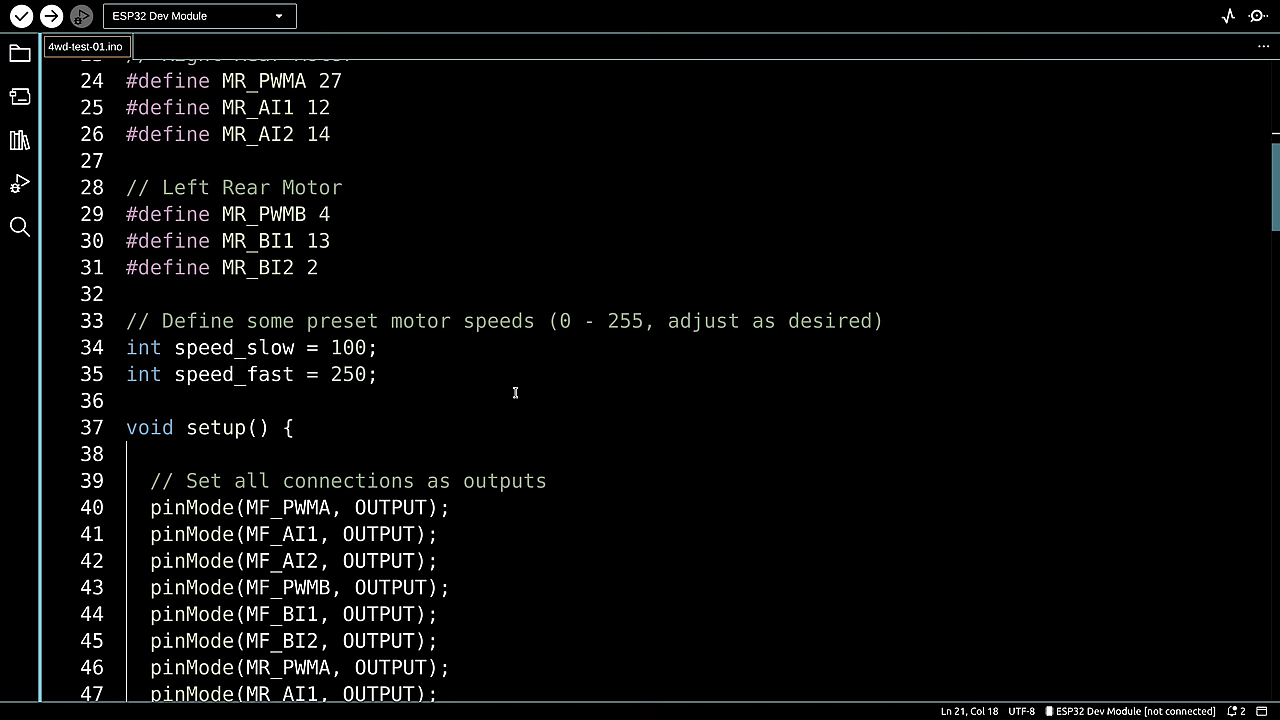 ESP32 Dev Module
4wd-test-01.ino
24 #define MR_PWMA 27
25 #define MR_AI1 12
26 #define MR_AI2 14
27
28 // Left Rear Motor
29 #define MR_PWMB 4
30 #define MR_BI1 13
31 #define MR_BI2 2
32
33 // Define some preset motor speeds (0 - 255, adjust as desired)
34 int speed_slow = 100;
35 int speed_fast = 250;
36
37 void setup() {
38
39 // Set all connections as outputs
40 pinMode(MF_PWMA, OUTPUT);
41 pinMode(MF_AI1, OUTPUT);
42 pinMode(MF_AI2, OUTPUT);
43 pinMode(MF_PWMB, OUTPUT);
44 pinMode(MF_BI1, OUTPUT);
45 pinMode(MF_BI2, OUTPUT);
46 pinMode(MR_PWMA, OUTPUT);
47 pinMode(MR_AI1, OUTPUT);
Ln 21, Col 18 UTF-8 ESP32 Dev Module [not connected] 2